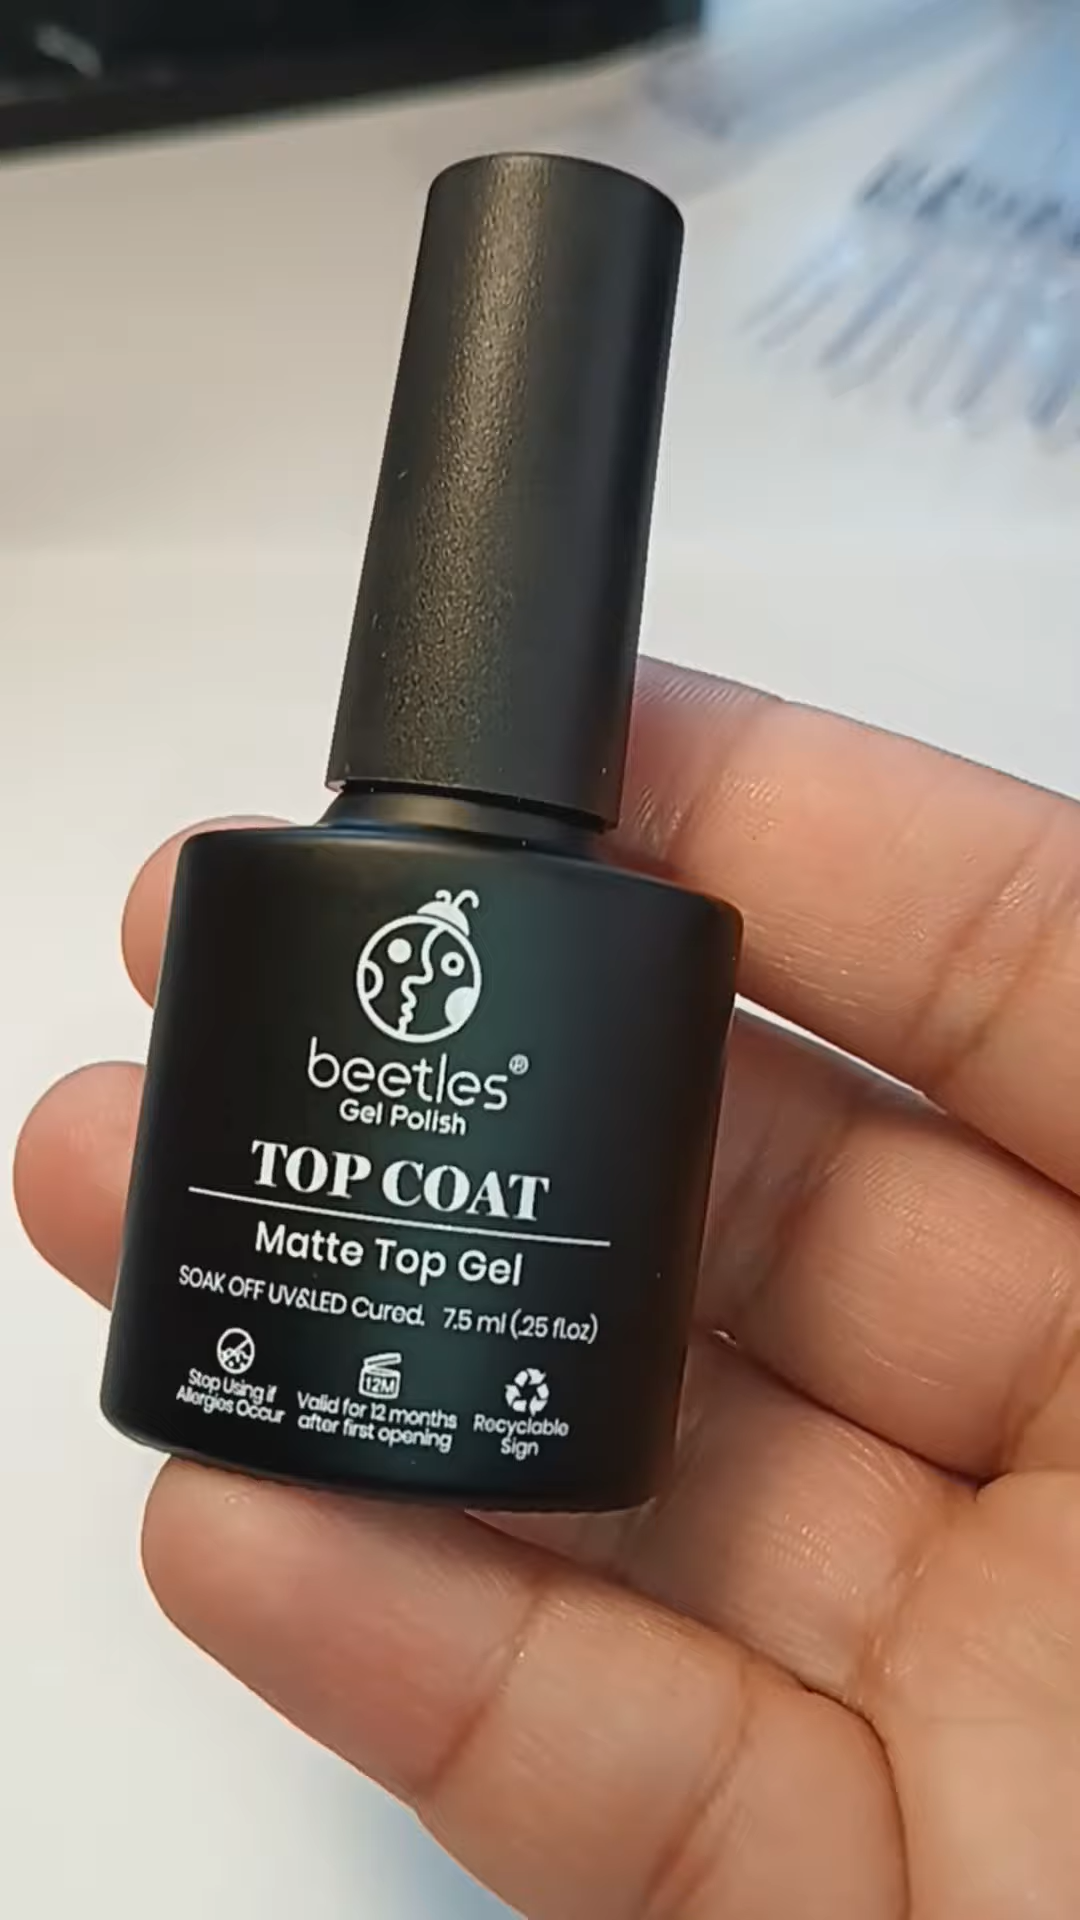 beetles®
Gel Polish
TOP COAT
Matte Top Gel
SOAK OFF UV&LED Cured. 7.5 ml (.25 fl.oz)
12M
Stop Using if
Allergies Occur
Valid for 12 months
after first opening
Recyclable
Sign